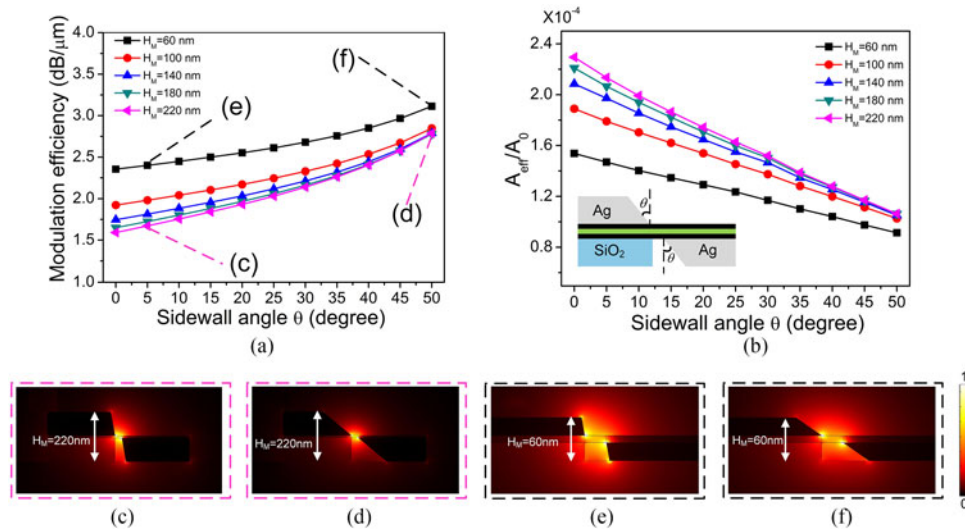 (a)
Modulation efficiency (dB/μm)
4.0
3.5
3.0
2.5
2.0
1.5
1.0
H_M=60 nm
H_M=100 nm
H_M=140 nm
H_M=180 nm
H_M=220 nm
(e)
(f)
(d)
(c)
0 5 10 15 20 25 30 35 40 45 50
Sidewall angle θ (degree)
(a)
(b)
X10⁻⁴
A_eff/A_0
2.4
2.0
1.6
1.2
0.8
H_M=60 nm
H_M=100 nm
H_M=140 nm
H_M=180 nm
H_M=220 nm
Ag
θ
SiO₂
θ
Ag
0 5 10 15 20 25 30 35 40 45 50
Sidewall angle θ (degree)
(b)
H_M=220nm
H_M=220nm
H_M=60nm
H_M=60nm
1
0
(c) (d) (e) (f)